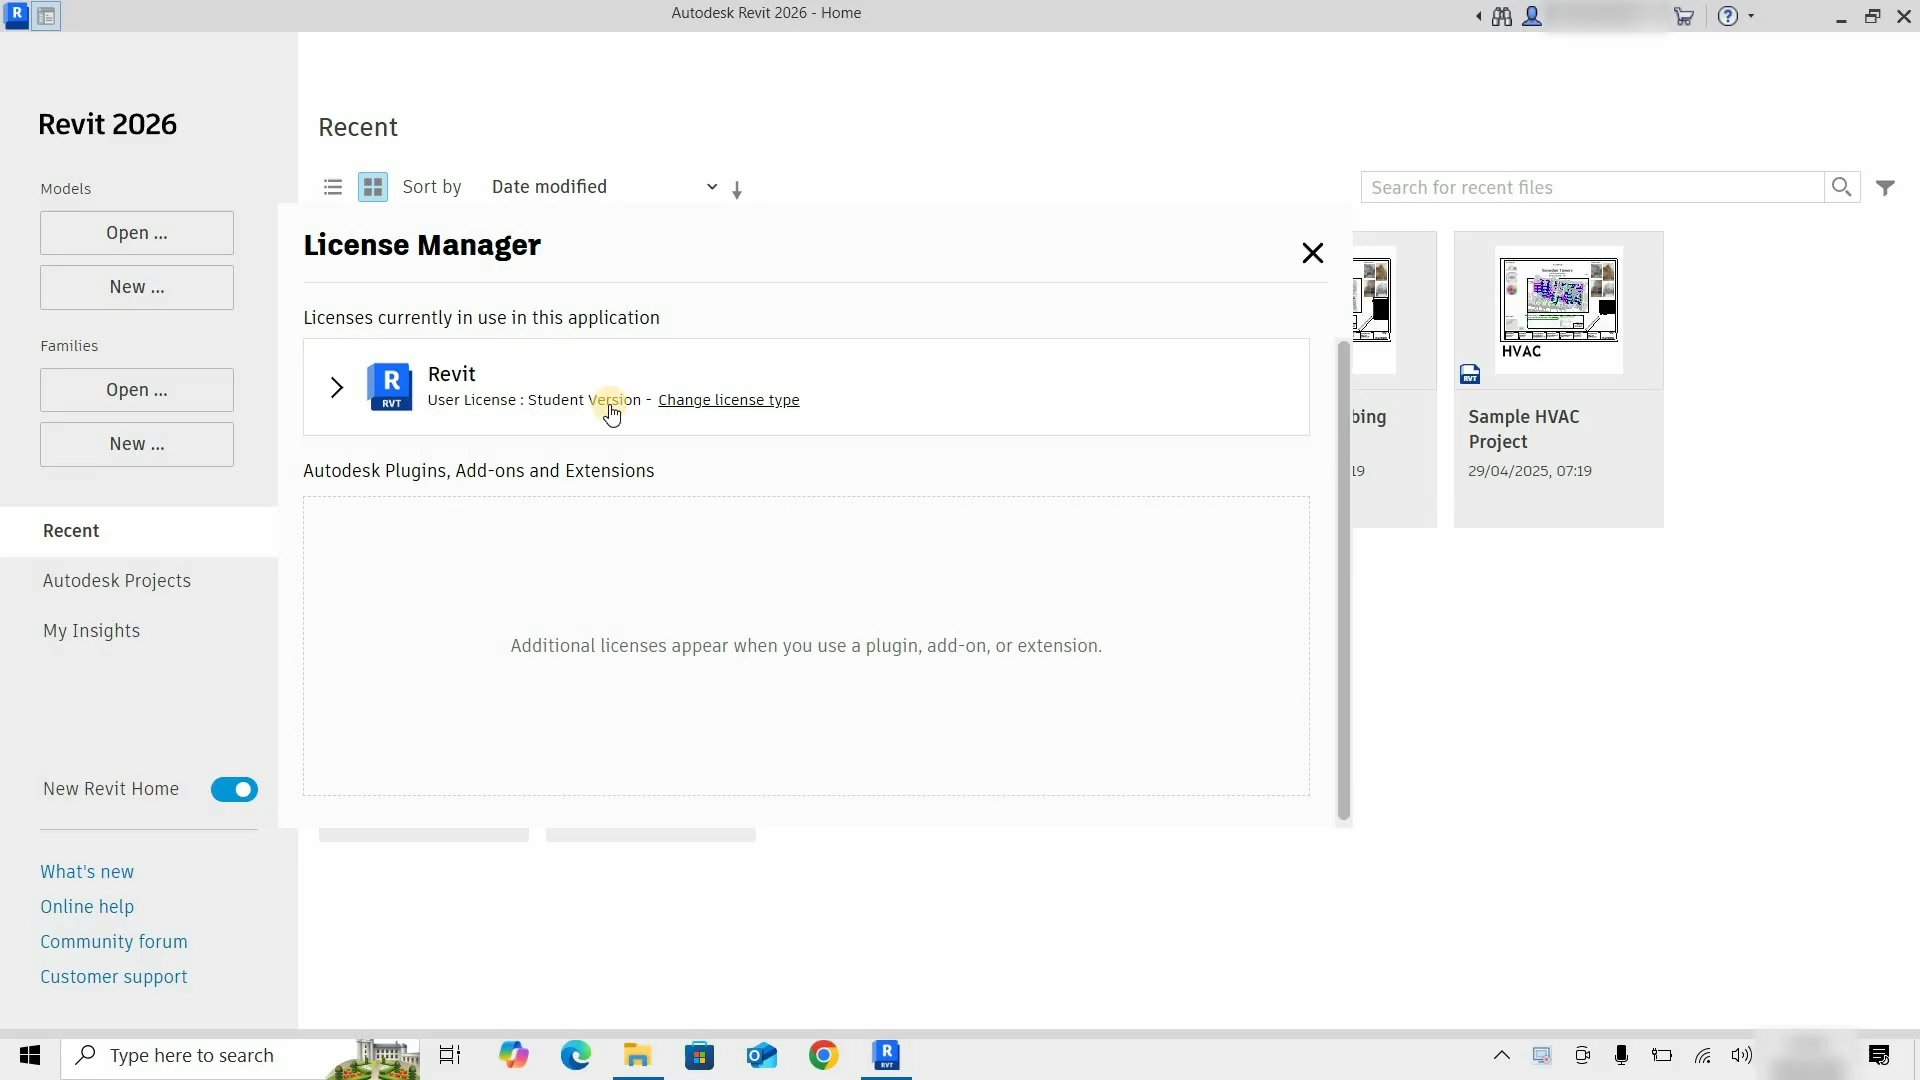 Autodesk Revit 2026 - Home
Revit 2026
Models
Open ...
New ...
Families
Open ...
New ...
Recent
Autodesk Projects
My Insights
New Revit Home
What's new
Online help
Community forum
Customer support
Recent
Sort by Date modified
Search for recent files
License Manager
Licenses currently in use in this application
Revit
User License : Student Version - Change license type
RVT
Autodesk Plugins, Add-ons and Extensions
Additional licenses appear when you use a plugin, add-on, or extension.
bing
19
HVAC
RVT
Sample HVAC
Project
29/04/2025, 07:19
Type here to search
RVT